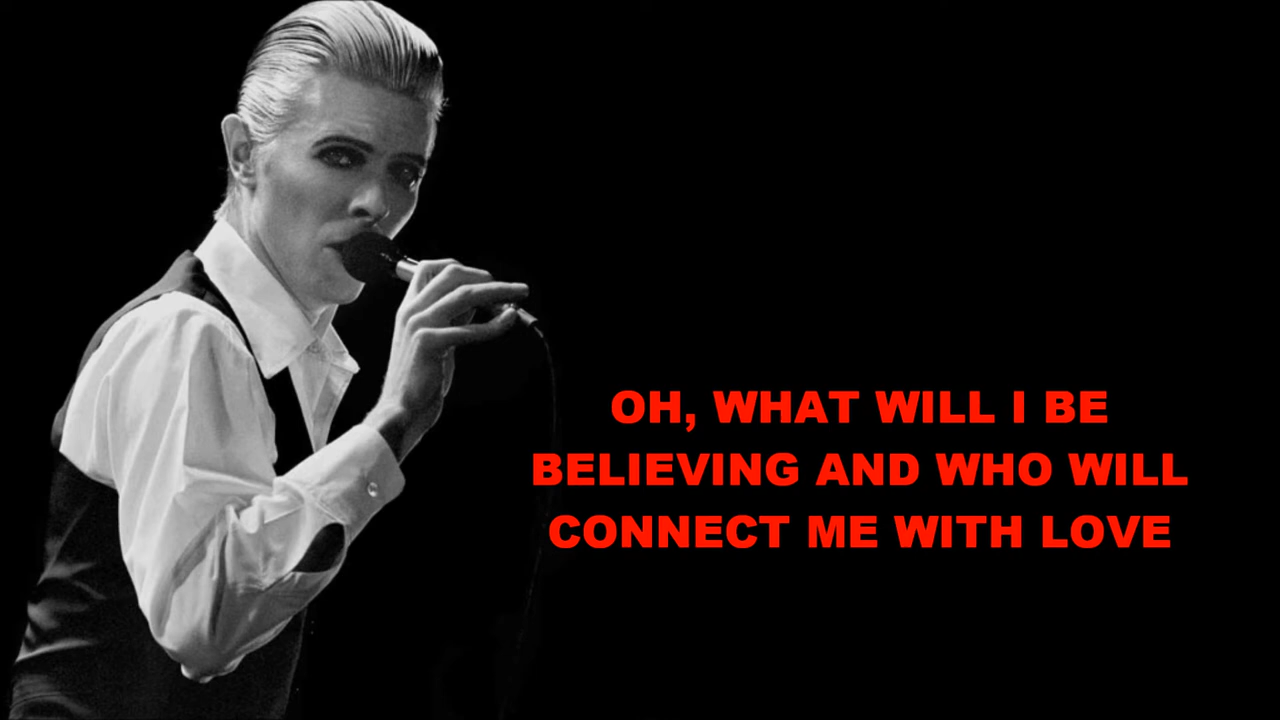 OH, WHAT WILL I BE
BELIEVING AND WHO WILL
CONNECT ME WITH LOVE